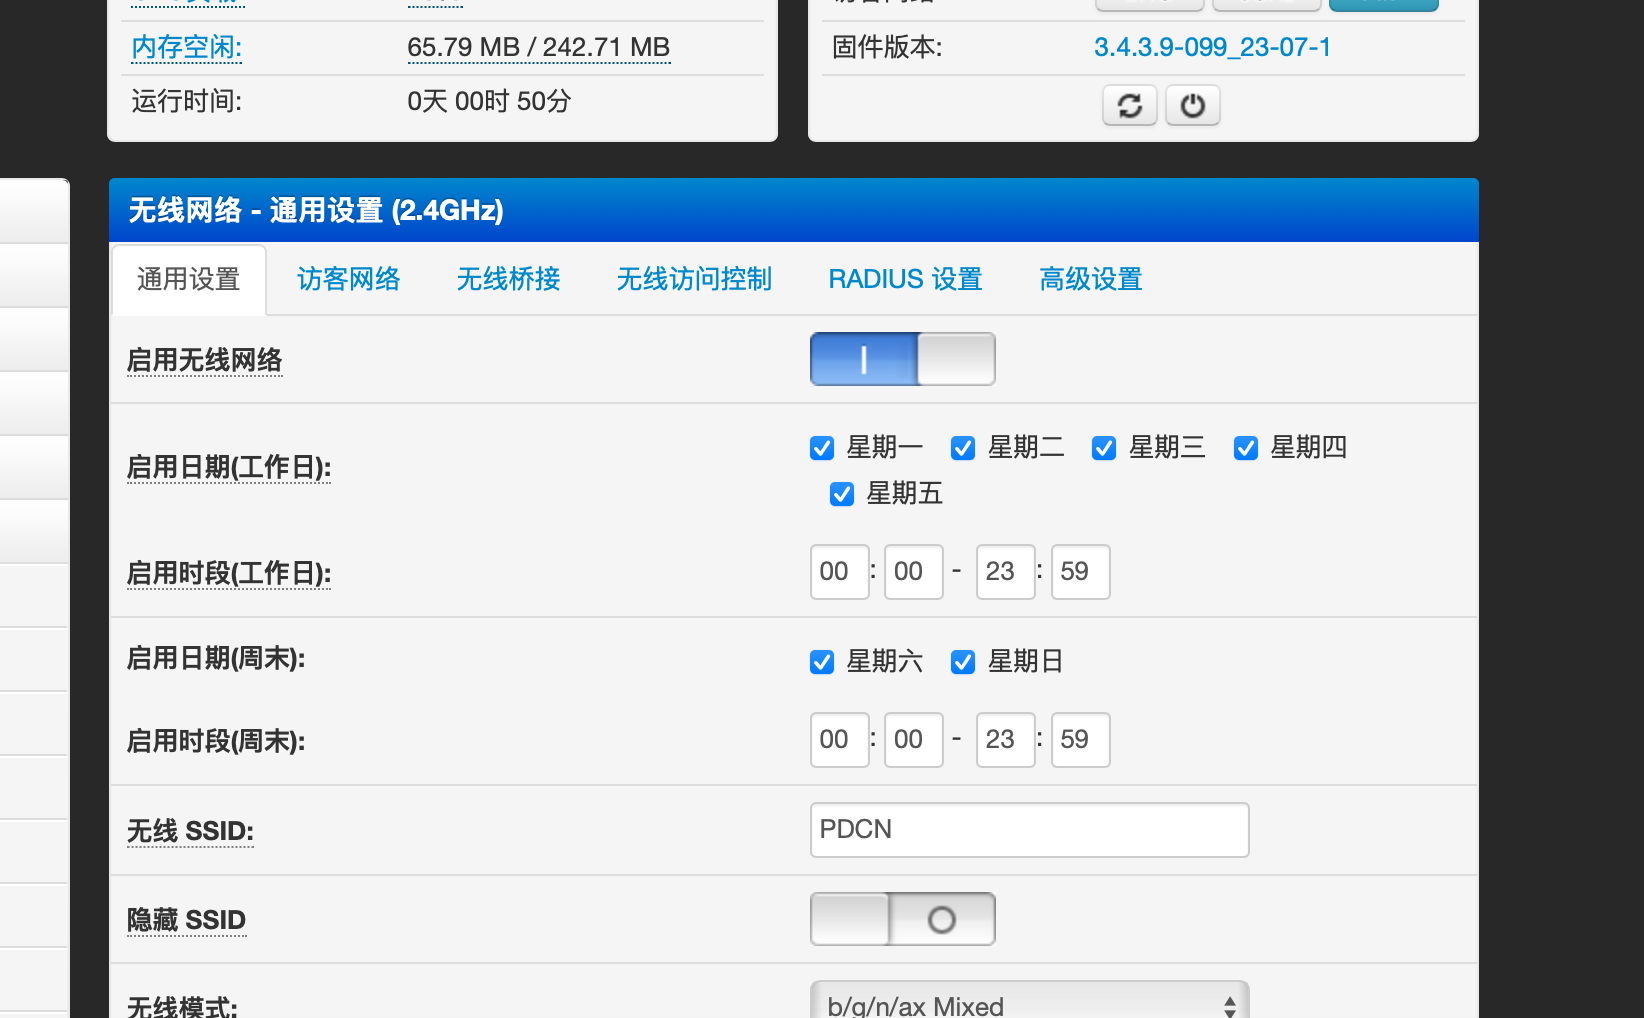 内存空闲: 65.79 MB / 242.71 MB
运行时间: 0天 00时 50分
固件版本: 3.4.3.9-099_23-07-1
无线网络 - 通用设置 (2.4GHz)
通用设置 访客网络 无线桥接 无线访问控制 RADIUS 设置 高级设置
启用无线网络
启用日期(工作日): 星期一 星期二 星期三 星期四
星期五
启用时段(工作日): 00 : 00 - 23 : 59
启用日期(周末): 星期六 星期日
启用时段(周末): 00 : 00 - 23 : 59
无线 SSID: PDCN
隐藏 SSID
无线模式: b/g/n/ax Mixed